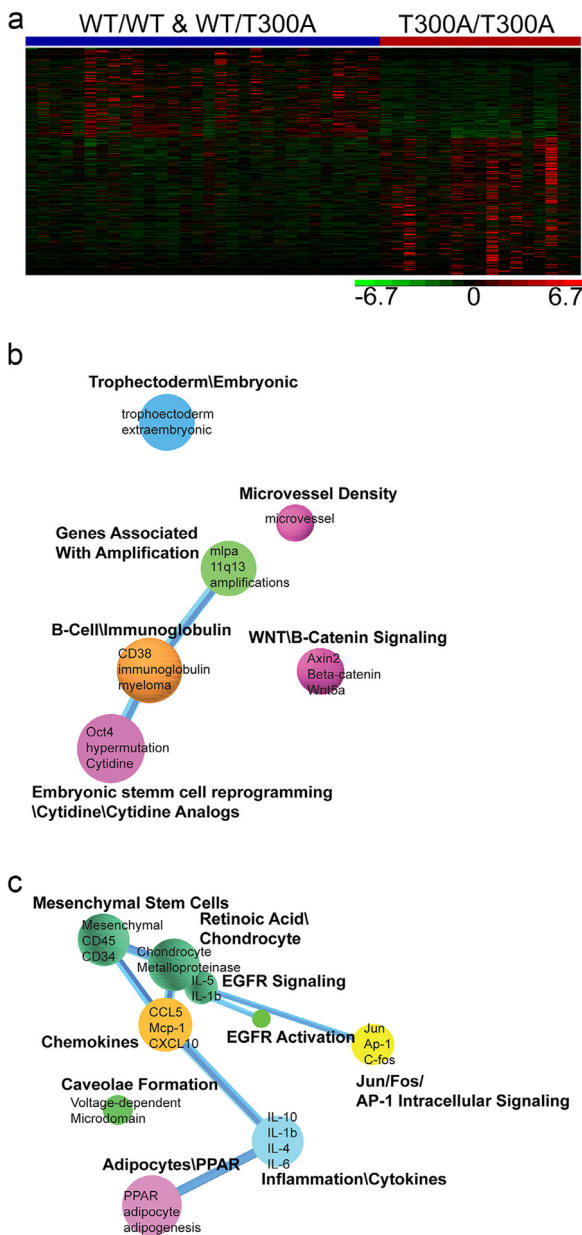 a
WT/WT & WT/T300A
T300A/T300A
-6.7
0
6.7
b
Trophectoderm\Embryonic
trophoectoderm
extraembryonic
Microvessel Density
microvessel
Genes Associated
With Amplification
mlpa
11q13
amplifications
B-Cell\Immunoglobulin
CD38
immunoglobulin
myeloma
WNT\B-Catenin Signaling
Axin2
Beta-catenin
Wnt5a
Oct4
hypermutation
Cytidine
Embryonic stemm cell reprogramming
\Cytidine\Cytidine Analogs
c
Mesenchymal Stem Cells
Mesenchymal
CD45
CD34
Retinoic Acid\
Chondrocyte
Chondrocyte
Metalloproteinase
EGFR Signaling
IL-5
IL-1b
CCL5
Mcp-1
CXCL10
Chemokines
EGFR Activation
Jun
Ap-1
C-fos
Jun/Fos/
AP-1 Intracellular Signaling
Caveolae Formation
Voltage-dependent
Microdomain
IL-10
IL-1b
IL-4
IL-6
Inflammation\Cytokines
Adipocytes\PPAR
PPAR
adipocyte
adipogenesis